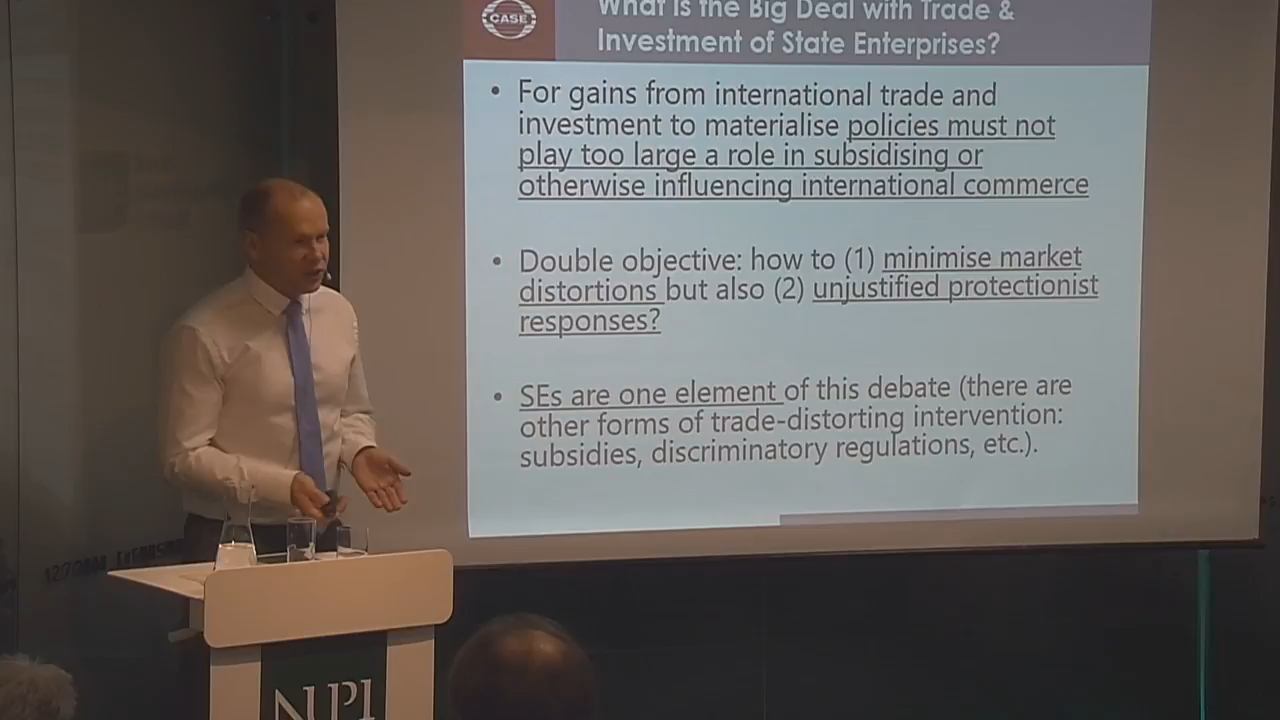 CASE
What is the Big Deal with Trade &
Investment of State Enterprises?
• For gains from international trade and
investment to materialise policies must not
play too large a role in subsidising or
otherwise influencing international commerce
• Double objective: how to (1) minimise market
distortions but also (2) unjustified protectionist
responses?
• SEs are one element of this debate (there are
other forms of trade-distorting intervention:
subsidies, discriminatory regulations, etc.).
NUPI